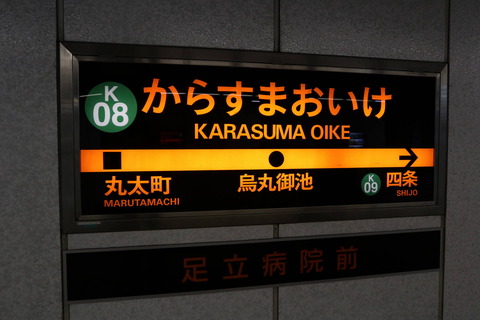 K
08
からすまおいけ
KARASUMA OIKE
丸太町
MARUTAMACHI
烏丸御池
K
09
四条
SHIJO
足立病院前